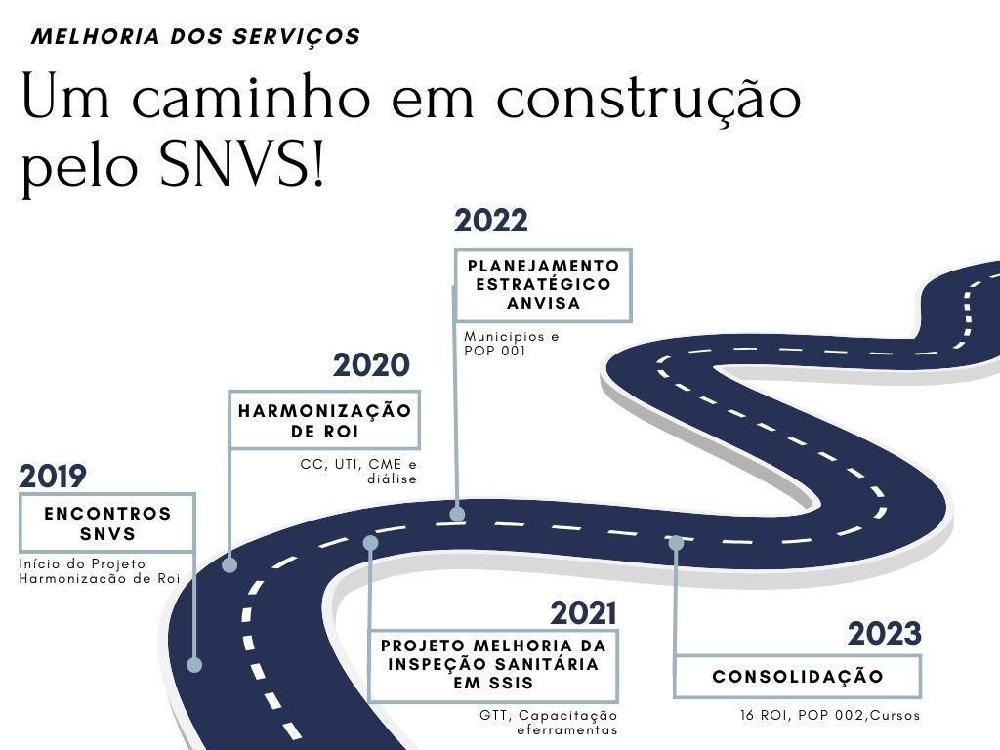 MELHORIA DOS SERVIÇOS
Um caminho em construção
pelo SNVS!
2022
PLANEJAMENTO
ESTRATÉGICO
ANVISA
Municipios e
POP 001
2020
HARMONIZAÇÃO
DE ROI
CC, UTI, CME e
diálise
2019
ENCONTROS
SNVS
Início do Projeto
Harmonizacão de Roi
2021
PROJETO MELHORIA DA
INSPEÇÃO SANITÁRIA
EM SSIS
GTT, Capacitação
eferramentas
2023
CONSOLIDAÇÃO
16 ROI, POP 002,Cursos